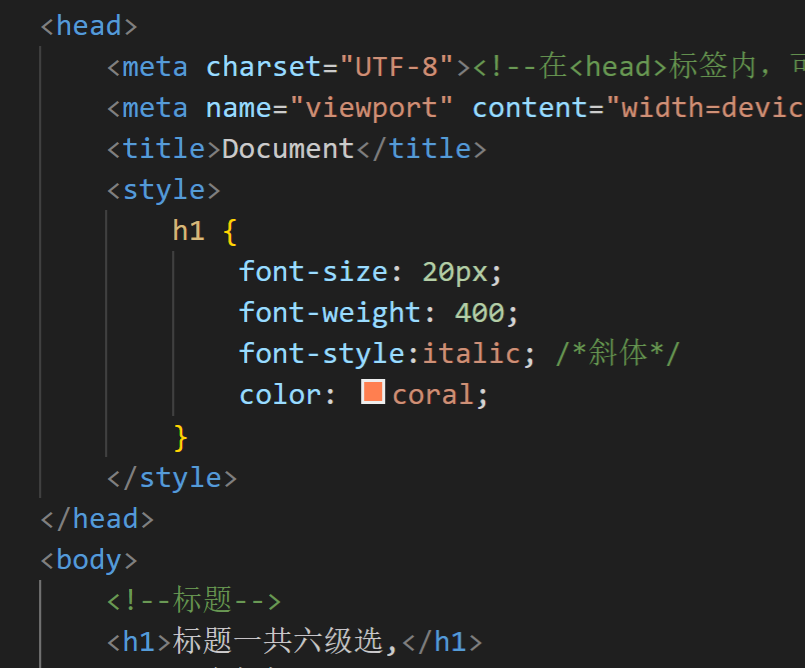 <head>
<meta charset="UTF-8"><!--在<head>标签内，可
<meta name="viewport" content="width=devic
<title>Document</title>
<style>
h1 {
font-size: 20px;
font-weight: 400;
font-style:italic; /*斜体*/
color: coral;
}
</style>
</head>
<body>
<!--标题-->
<h1>标题一共六级选,</h1>